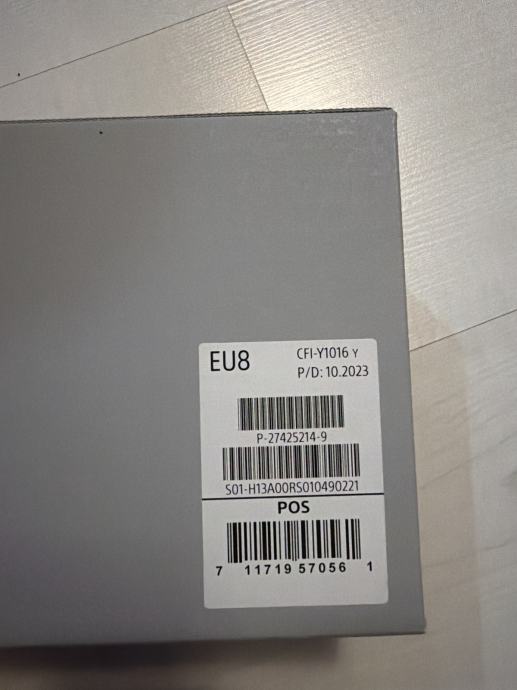 EU8
CFI-Y1016 Y
P/D: 10.2023
P-27425214-9
S01-H13A00RS010490221
POS
7 11719 57056 1